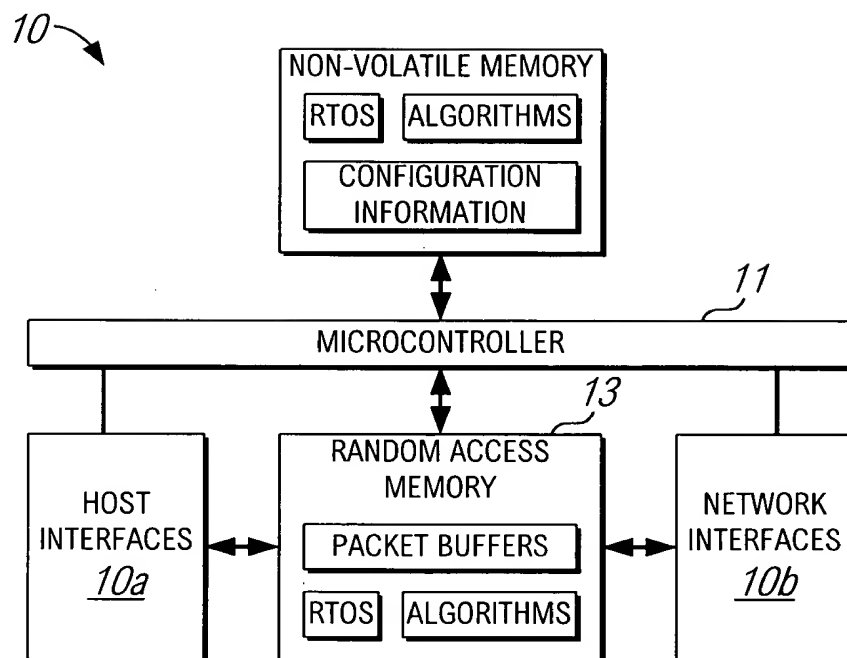 10
NON-VOLATILE MEMORY
RTOS
ALGORITHMS
CONFIGURATION
INFORMATION
11
MICROCONTROLLER
13
HOST
INTERFACES
10a
RANDOM ACCESS
MEMORY
PACKET BUFFERS
RTOS
ALGORITHMS
NETWORK
INTERFACES
10b